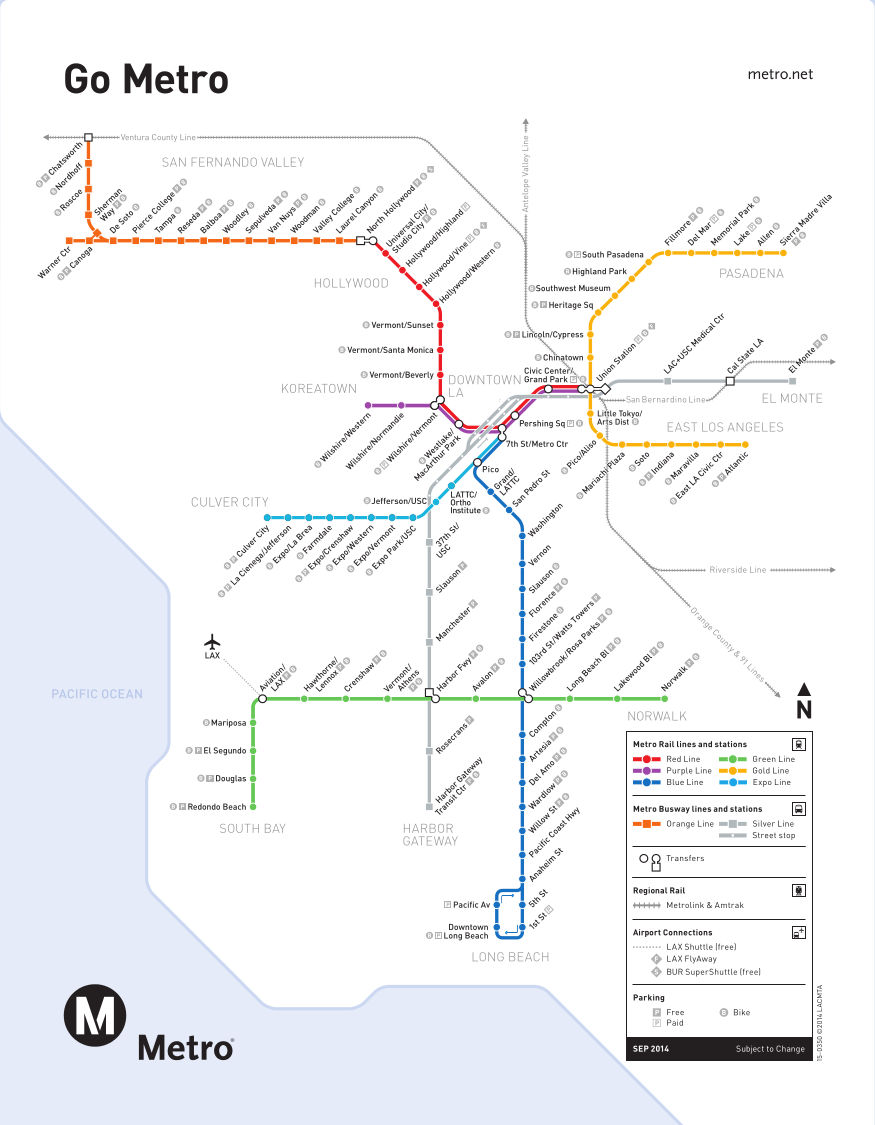 Go Metro
metro.net
Ventura County Line
Antelope Valley Line
SAN FERNANDO VALLEY
Chatsworth
Nordhoff
Roscoe
Sherman
Way
Warner Ctr
Canoga
De Soto
Pierce College
Tampa
Reseda
Balboa
Woodley
Sepulveda
Van Nuys
Woodman
Valley College
Laurel Canyon
North Hollywood
Universal City/
Studio City
Hollywood/Highland
Hollywood/Vine
Hollywood/Western
HOLLYWOOD
Vermont/Sunset
Vermont/Santa Monica
Vermont/Beverly
KOREATOWN
Wilshire/Western
Wilshire/Normandie
Wilshire/Vermont
Westlake/
MacArthur Park
DOWNTOWN
LA
Civic Center/
Grand Park
Pershing Sq
7th St/Metro Ctr
Union Station
Fillmore
Del Mar
Memorial Park
Lake
Allen
Sierra Madre Villa
PASADENA
South Pasadena
Highland Park
Southwest Museum
Heritage Sq
Lincoln/Cypress
Chinatown
LAC+USC Medical Ctr
Cal State LA
El Monte
San Bernardino Line
EL MONTE
Little Tokyo/
Arts Dist
EAST LOS ANGELES
Pico/Aliso
Mariachi Plaza
Soto
Indiana
Maravilla
East LA Civic Ctr
Atlantic
CULVER CITY
Culver City
La Cienega/Jefferson
Expo/La Brea
Farmdale
Expo/Crenshaw
Expo/Western
Expo/Vermont
Expo Park/USC
Jefferson/USC
LATTC/
Ortho
Institute
Pico
Grand/
LATTC
San Pedro St
Washington
Vernon
Slauson
Florence
Firestone
103rd St/Watts Towers
Willowbrook/Rosa Parks
37th St/
USC
Slauson
Manchester
Harbor Fwy
Rosecrans
Harbor Gateway
Transit Ctr
HARBOR
GATEWAY
Riverside Line
Orange County & 91 Lines
LAX
PACIFIC OCEAN
Aviation/
LAX
Hawthorne/
Lennox
Crenshaw
Vermont/
Athens
Avalon
Long Beach Bl
Lakewood Bl
Norwalk
NORWALK
Mariposa
El Segundo
Douglas
Redondo Beach
SOUTH BAY
Compton
Artesia
Del Amo
Wardlow
Willow St
Pacific Coast Hwy
Anaheim St
5th St
1st St
Pacific Av
Downtown
Long Beach
LONG BEACH
N
Metro Rail lines and stations
Red Line
Green Line
Purple Line
Gold Line
Blue Line
Expo Line
Metro Busway lines and stations
Orange Line
Silver Line
Street stop
Transfers
Regional Rail
Metrolink & Amtrak
Airport Connections
LAX Shuttle (free)
F LAX FlyAway
S BUR SuperShuttle (free)
Parking
P Free
B Bike
P Paid
SEP 2014
Subject to Change
15-0350 ©2014 LACMTA
M
Metro